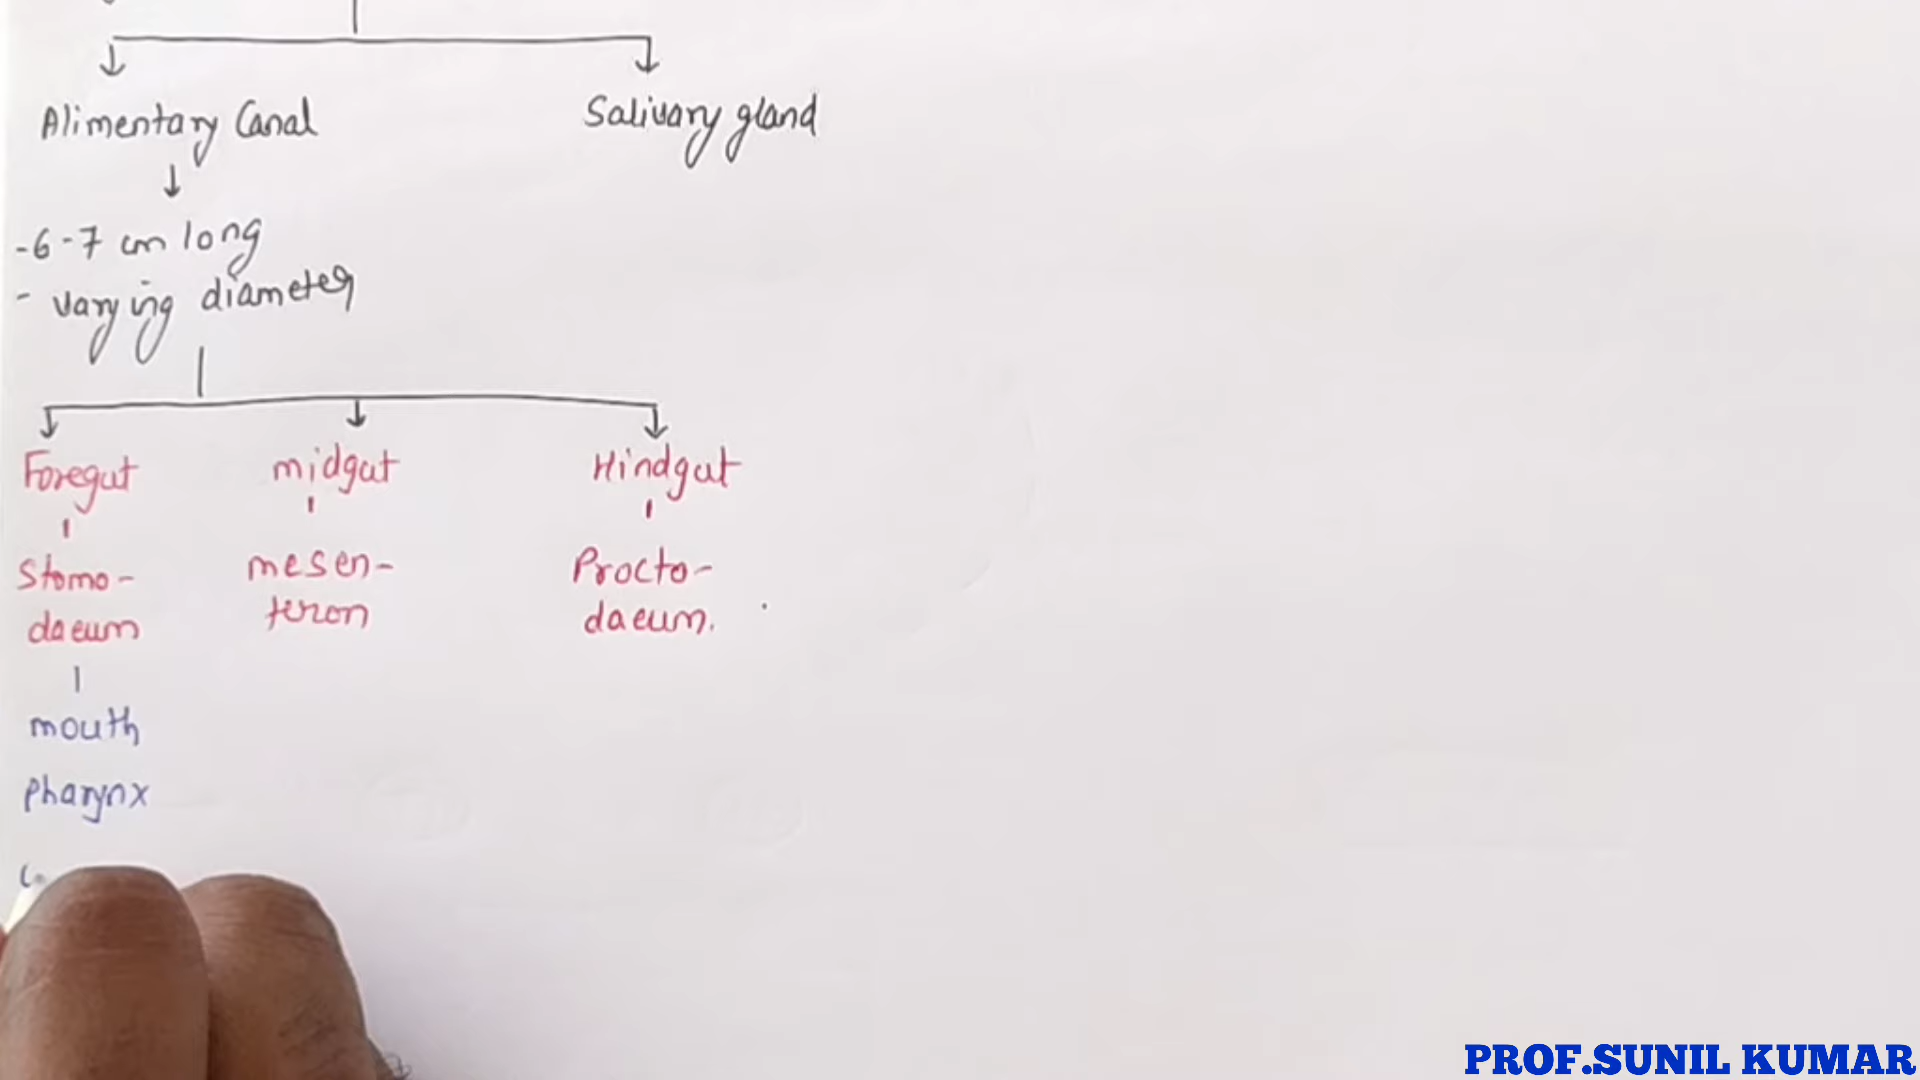 Alimentary Canal
Salivary gland
-6-7 cm long
- varying diameter
Foregut
midgut
Hindgut
Stomo-
daeum
mesen-
teron
Procto-
daeum.
mouth
Pharynx
PROF.SUNIL KUMAR